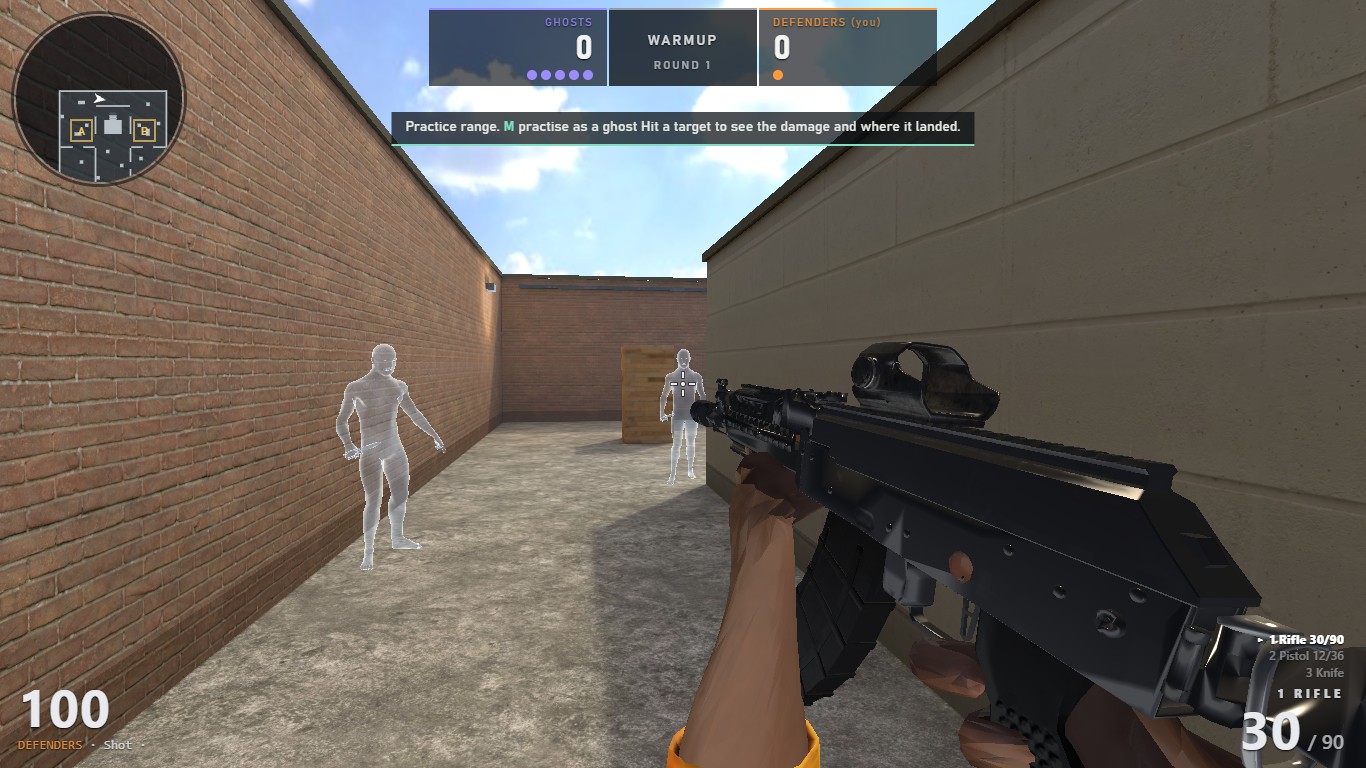 GHOSTS
0
WARMUP
ROUND 1
DEFENDERS (you)
0
A
B
Practice range. M practise as a ghost Hit a target to see the damage and where it landed.
100
DEFENDERS · Shot ·
▸ 1 Rifle 30/90
2 Pistol 12/36
3 Knife
1 RIFLE
30 / 90